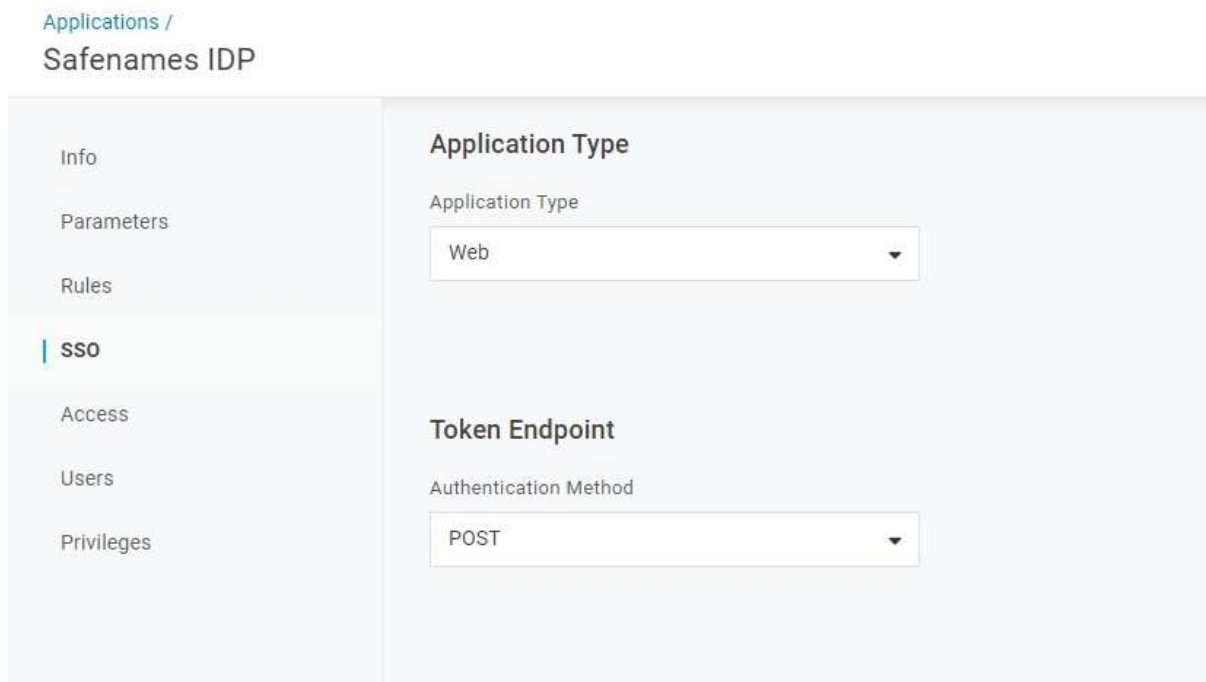 Applications /
Safenames IDP
Info
Parameters
Rules
SSO
Access
Users
Privileges
Application Type
Application Type
Web
Token Endpoint
Authentication Method
POST